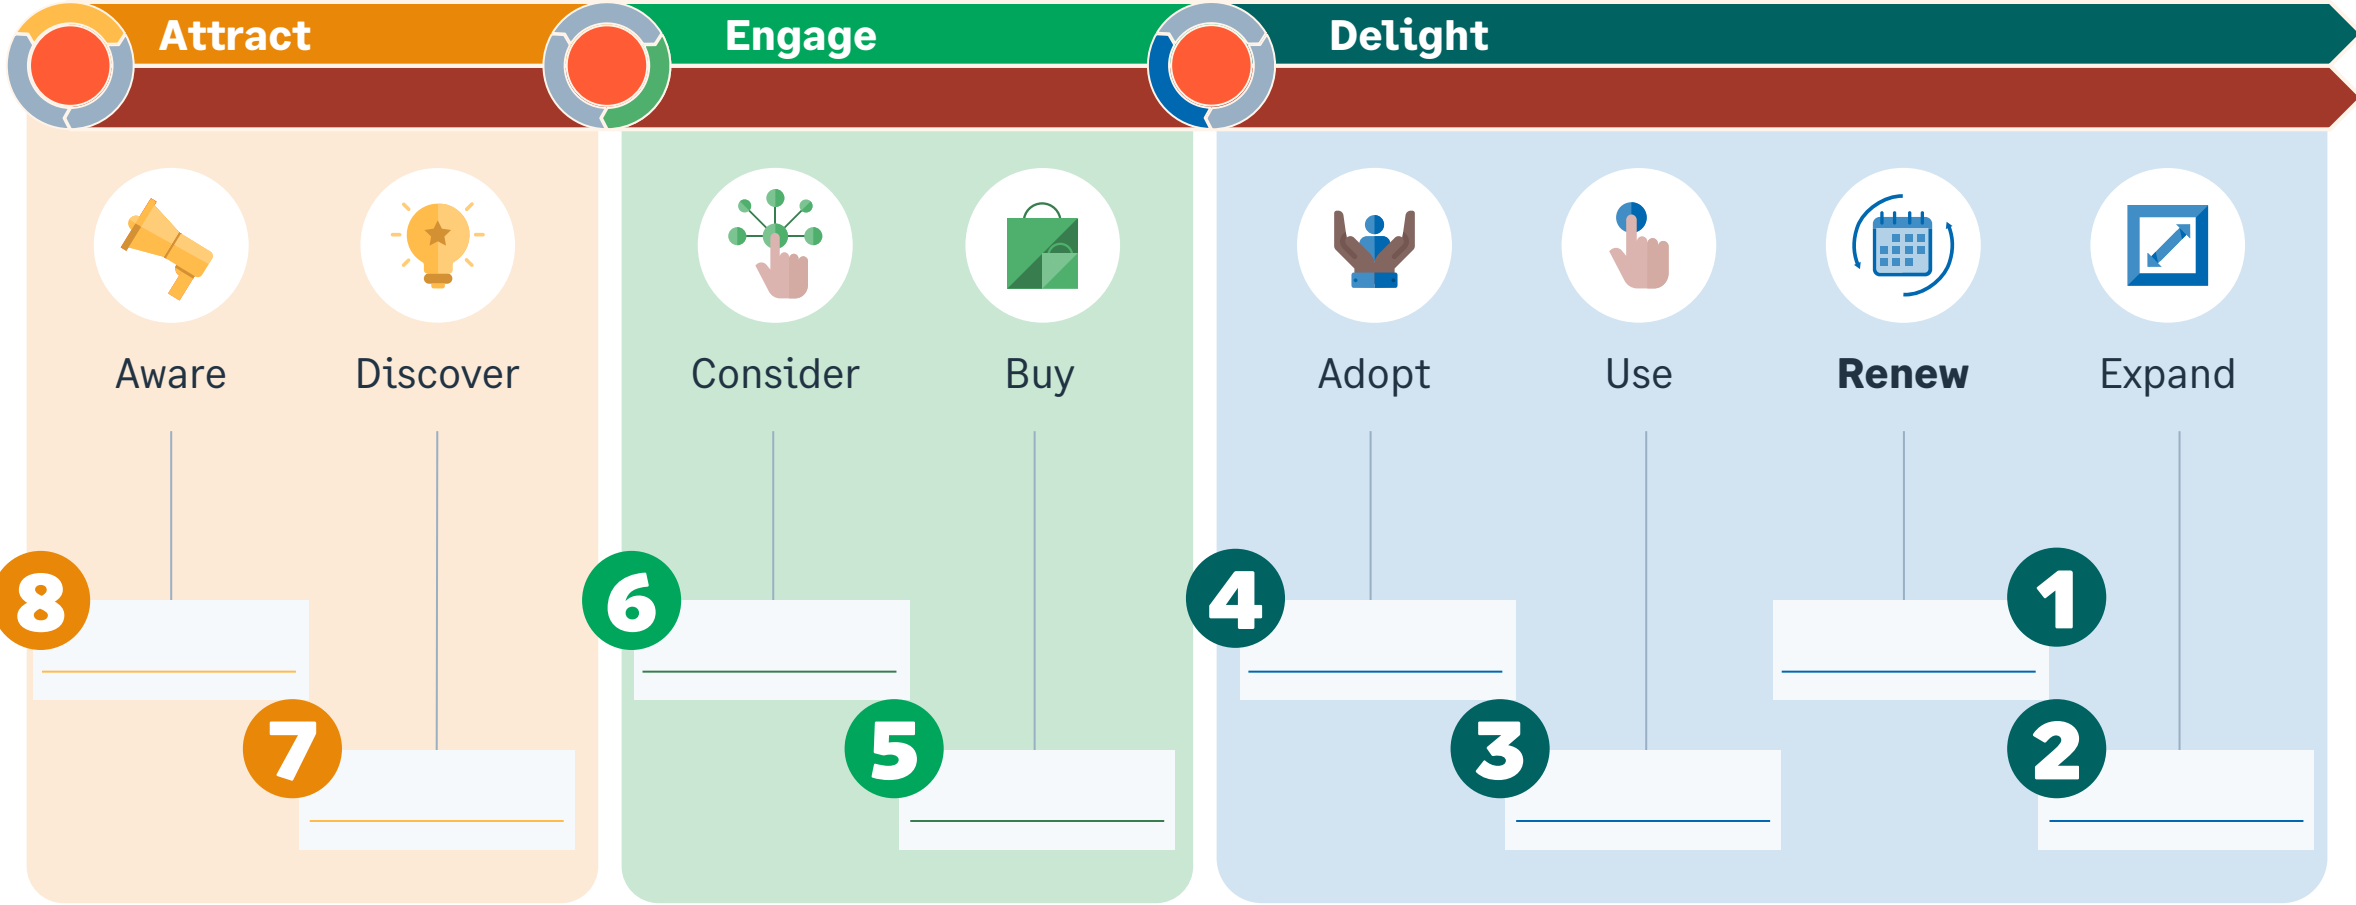 Attract
Engage
Delight
Aware
Discover
Consider
Buy
Adopt
Use
Renew
Expand
8
6
4
1
7
5
3
2